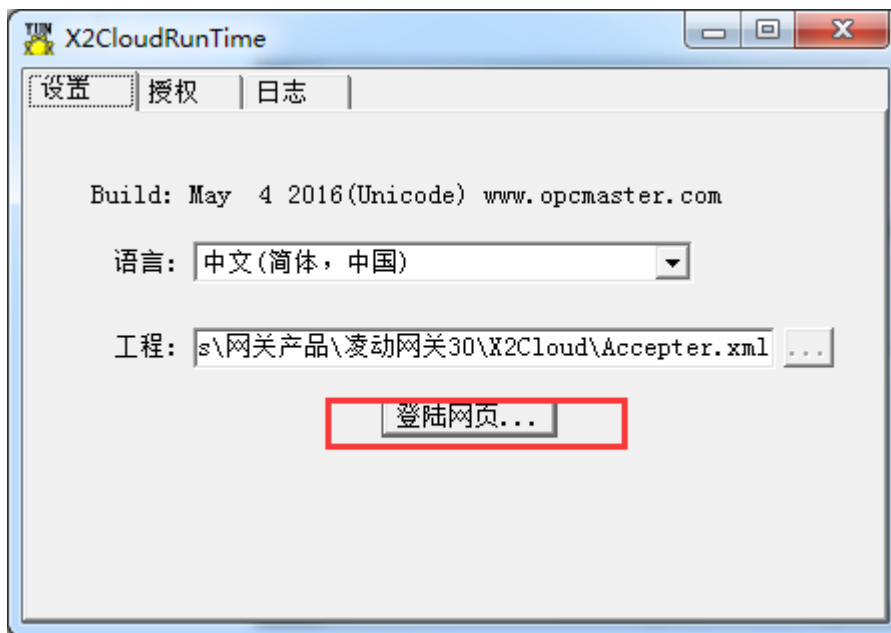 YUN X2CloudRunTime
设置 授权 日志
Build: May 4 2016(Unicode) www.opcmaster.com
语言: 中文(简体，中国)
工程: s\网关产品\凌动网关30\X2Cloud\Accepter.xml ...
登陆网页...